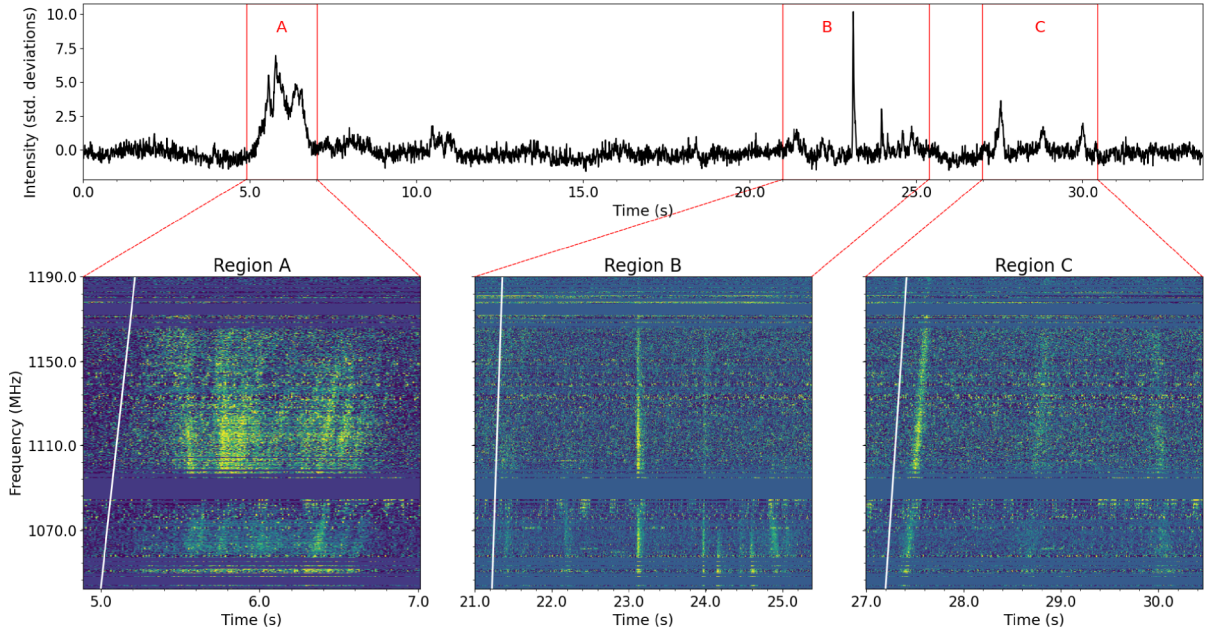 Intensity (std. deviations)
10.0
7.5
5.0
2.5
0.0
A
B
C
0.0
5.0
10.0
15.0
20.0
25.0
30.0
Time (s)
Region A
Region B
Region C
Frequency (MHz)
1190.0
1150.0
1110.0
1070.0
5.0 6.0 7.0
21.0 22.0 23.0 24.0 25.0
27.0 28.0 29.0 30.0
Time (s)
Time (s)
Time (s)